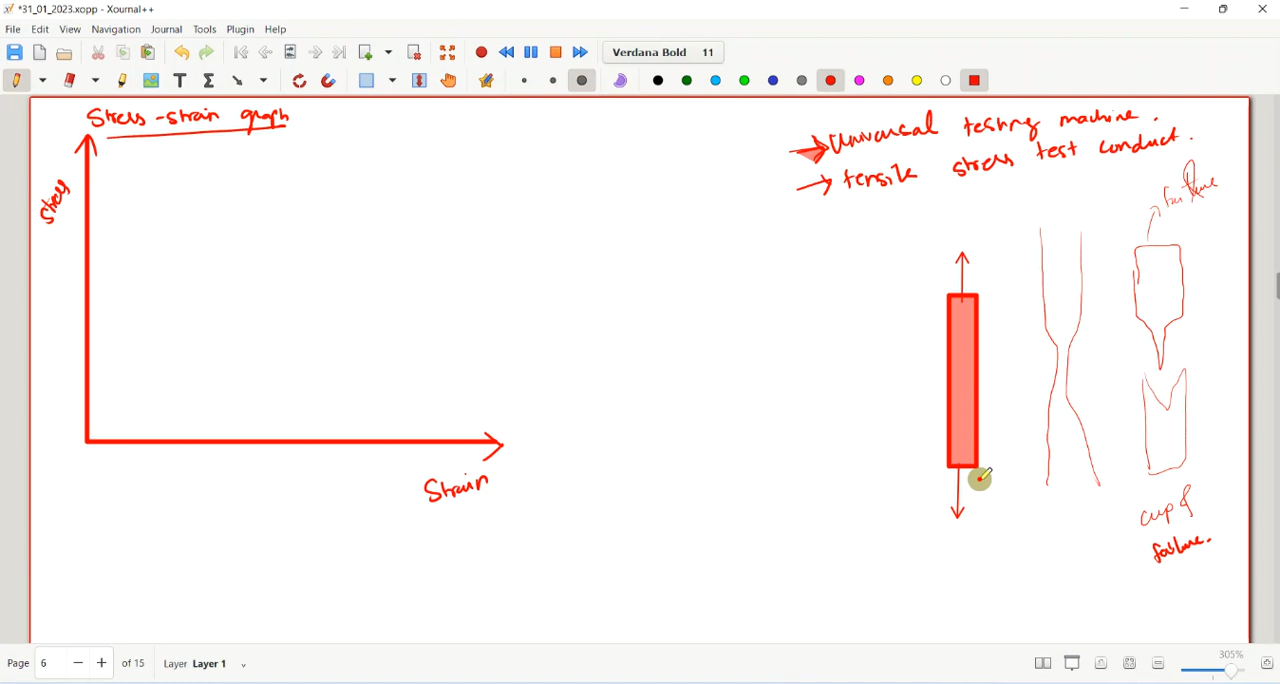 *31_01_2023.xopp - Xournal++
File Edit View Navigation Journal Tools Plugin Help
Verdana Bold 11
Stress-strain graph
Stress
Strain
→ Universal testing machine.
→ tensile stress test conduct.
failure
cup &
failure.
Page 6 of 15 Layer Layer 1
305%